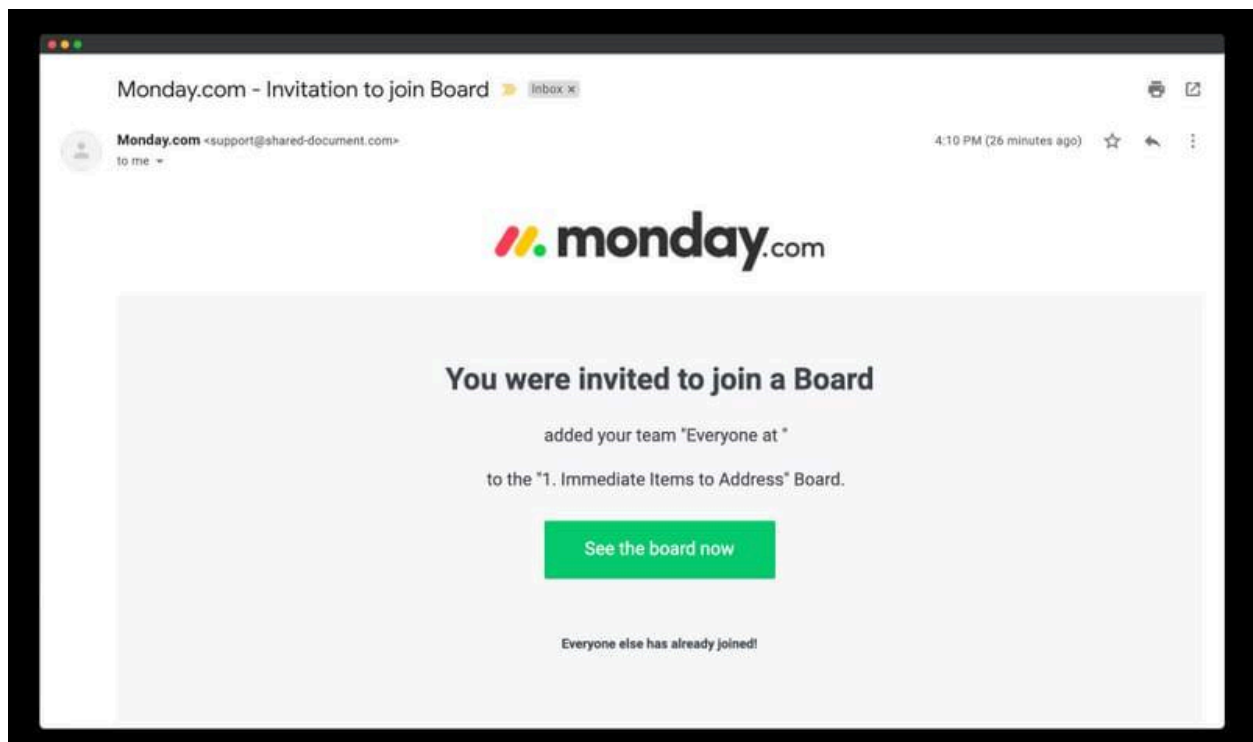 Monday.com - Invitation to join Board Inbox x
Monday.com <support@shared-document.com> 4:10 PM (26 minutes ago)
to me
monday.com
You were invited to join a Board
added your team "Everyone at "
to the "1. Immediate Items to Address" Board.
See the board now
Everyone else has already joined!